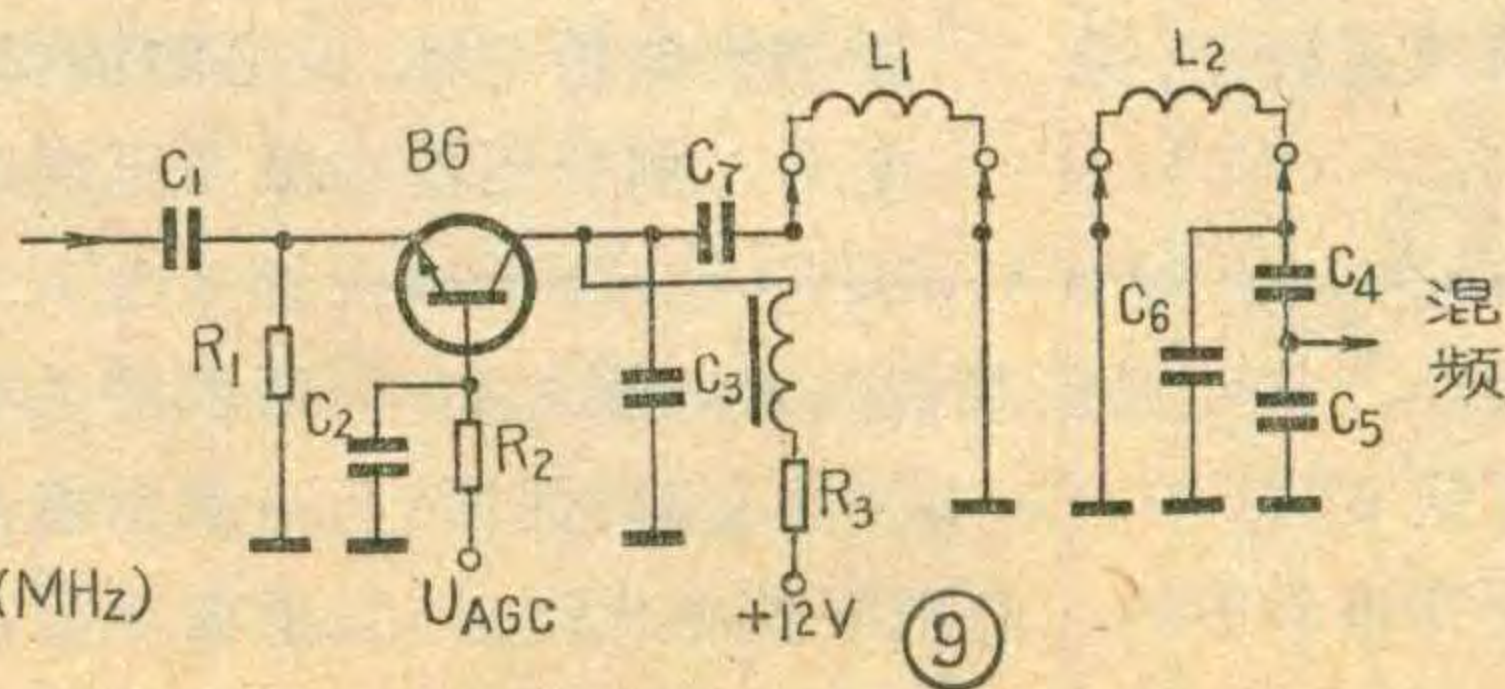 L1
L2
C1
BG
C7
R1
C2
R2
C3
R3
C6
C4
C5
混
频
(MHz)
UAGC
+12V
⑨